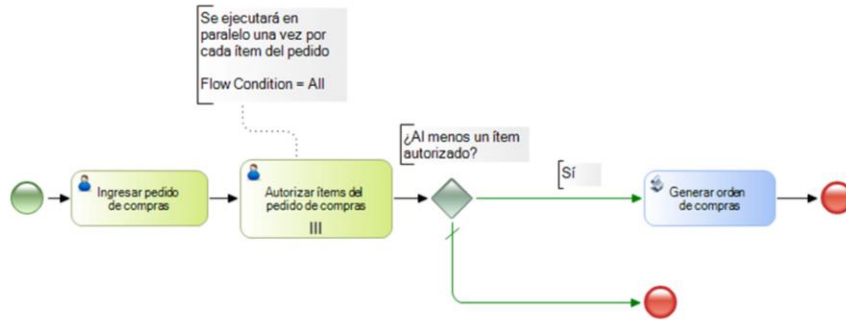 Se ejecutará en
paralelo una vez por
cada ítem del pedido
Flow Condition = All
¿Al menos un ítem
autorizado?
Sí
Ingresar pedido
de compras
Autorizar ítems del
pedido de compras
Generar orden
de compras